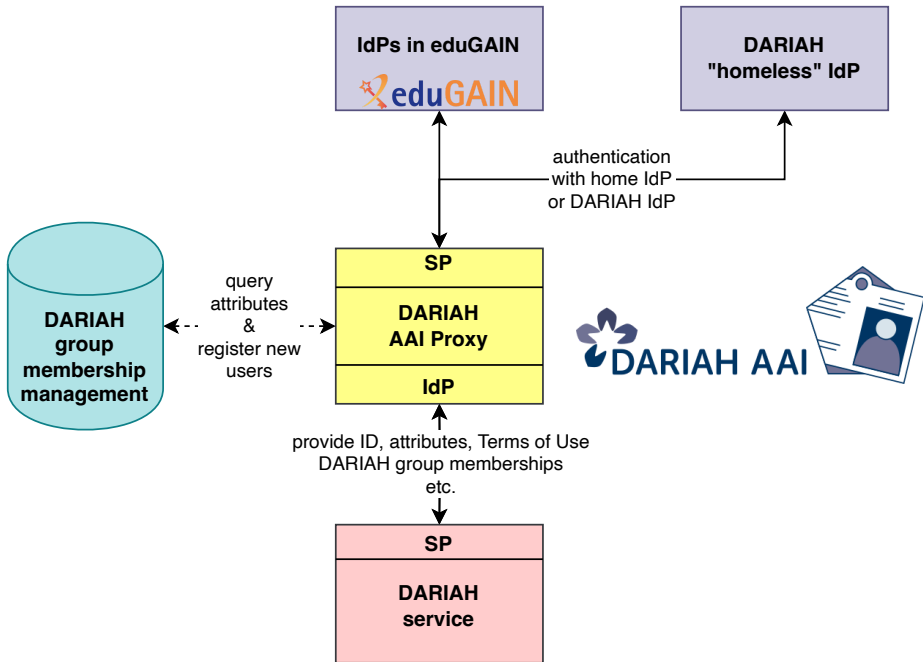 IdPs in eduGAIN
eduGAIN
DARIAH
"homeless" IdP
authentication
with home IdP
or DARIAH IdP
query
attributes
&
register new
users
DARIAH
group
membership
management
SP
DARIAH
AAI Proxy
IdP
DARIAH AAI
provide ID, attributes, Terms of Use
DARIAH group memberships
etc.
SP
DARIAH
service